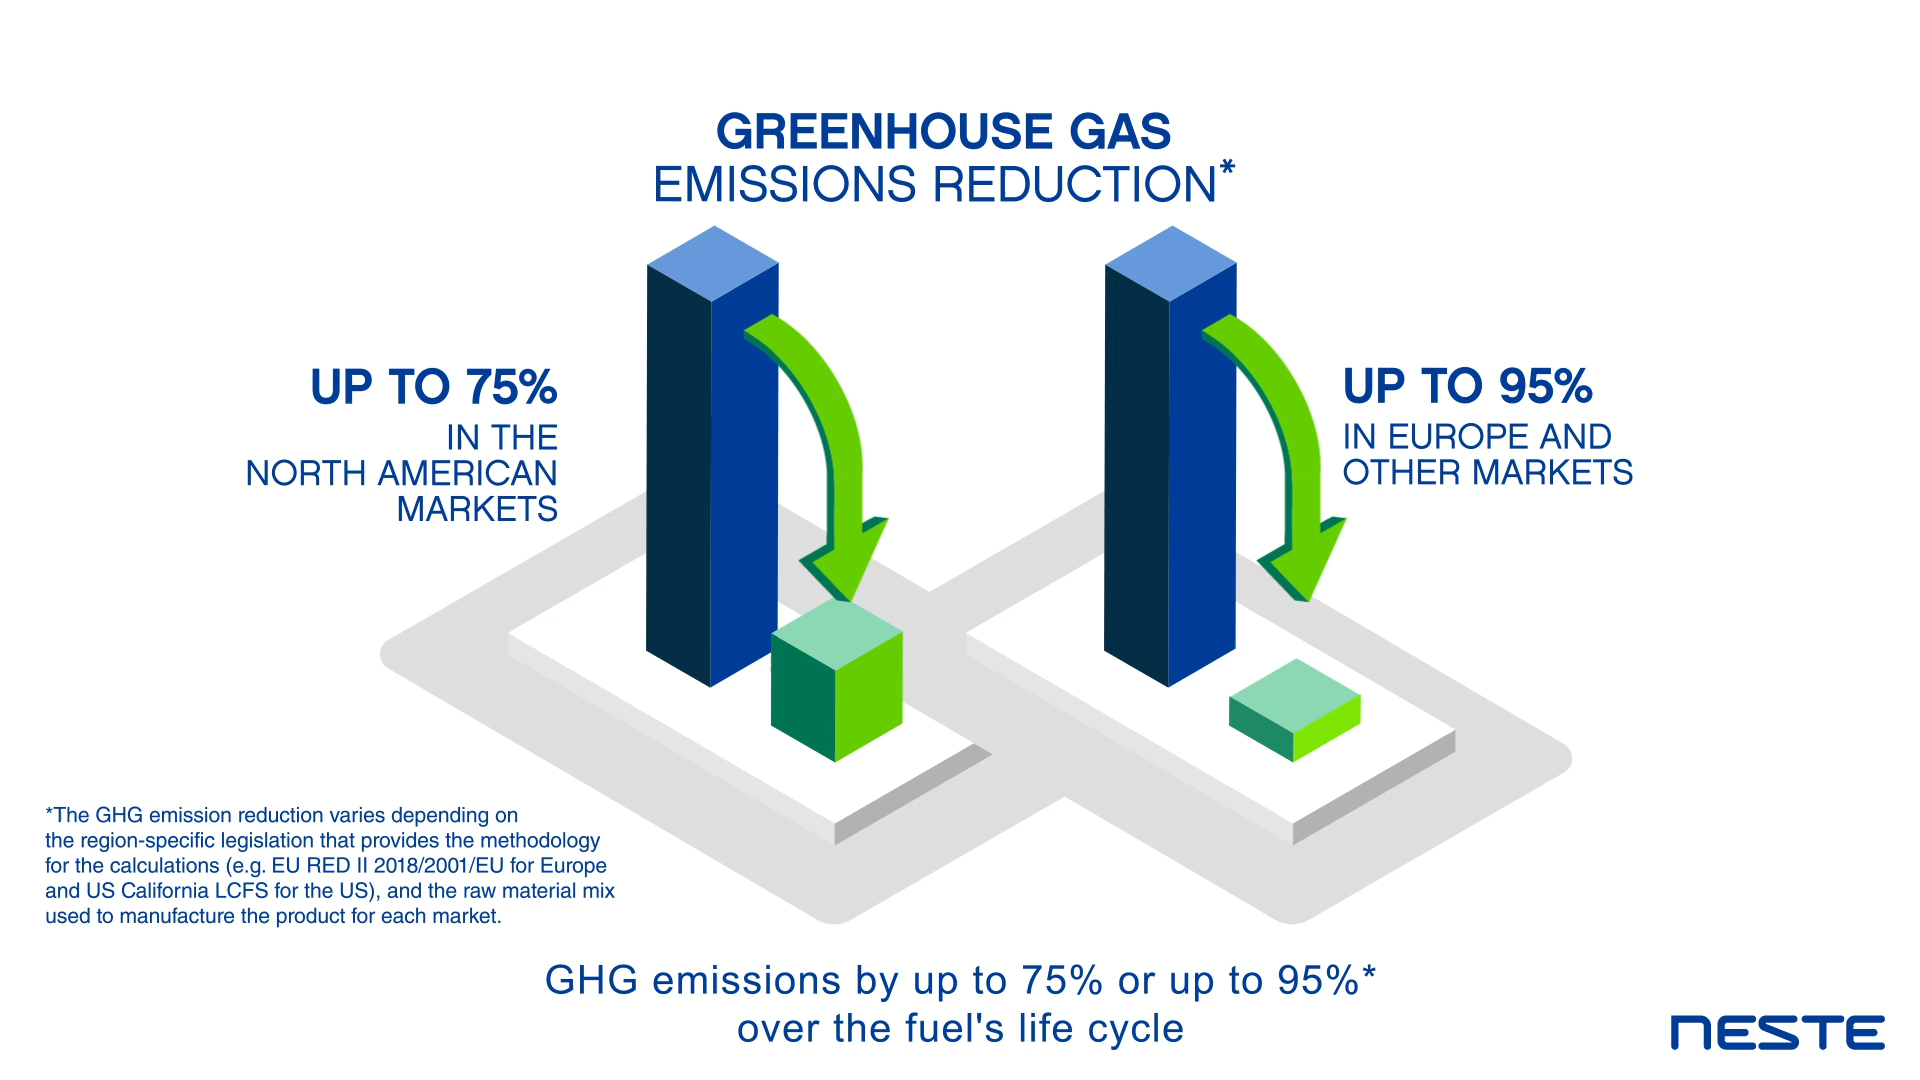 GREENHOUSE GAS
EMISSIONS REDUCTION*
UP TO 75%
IN THE
NORTH AMERICAN
MARKETS
UP TO 95%
IN EUROPE AND
OTHER MARKETS
*The GHG emission reduction varies depending on
the region-specific legislation that provides the methodology
for the calculations (e.g. EU RED II 2018/2001/EU for Europe
and US California LCFS for the US), and the raw material mix
used to manufacture the product for each market.
GHG emissions by up to 75% or up to 95%*
over the fuel's life cycle
NESTE